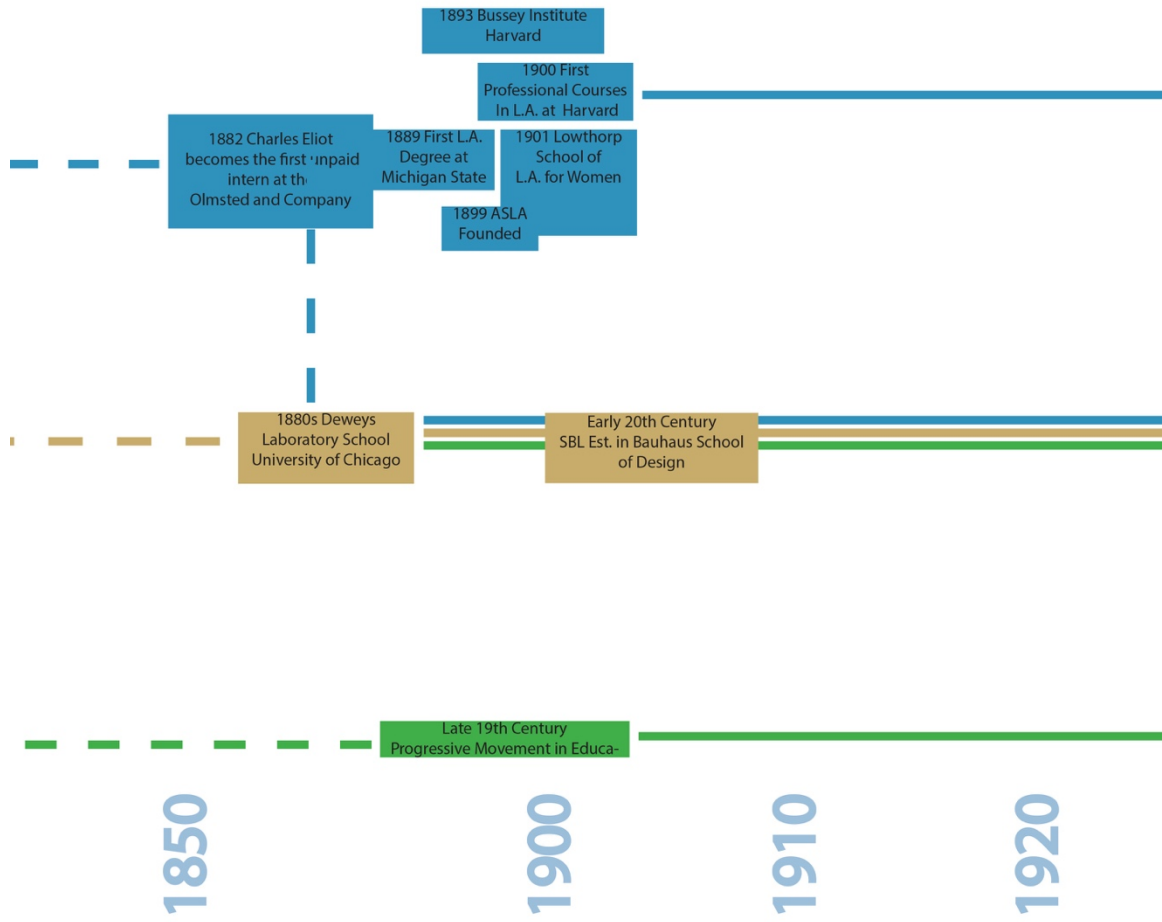 1893 Bussey Institute
Harvard
1900 First
Professional Courses
In L.A. at Harvard
1882 Charles Eliot
becomes the first unpaid
intern at the
Olmsted and Company
1889 First L.A.
Degree at
Michigan State
1901 Lowthorp
School of
L.A. for Women
1899 ASLA
Founded
1880s Deweys
Laboratory School
University of Chicago
Early 20th Century
SBL Est. in Bauhaus School
of Design
Late 19th Century
Progressive Movement in Educa-
1850
1900
1910
1920